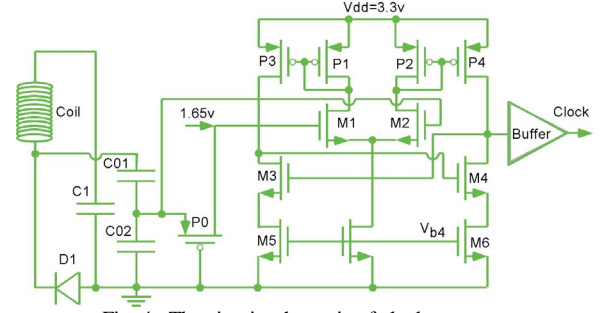 Vdd=3.3v
P3
P1
P2
P4
Coil
1.65v
M1
M2
Clock
Buffer
C01
M3
M4
C1
P0
C02
Vb4
M5
M6
D1